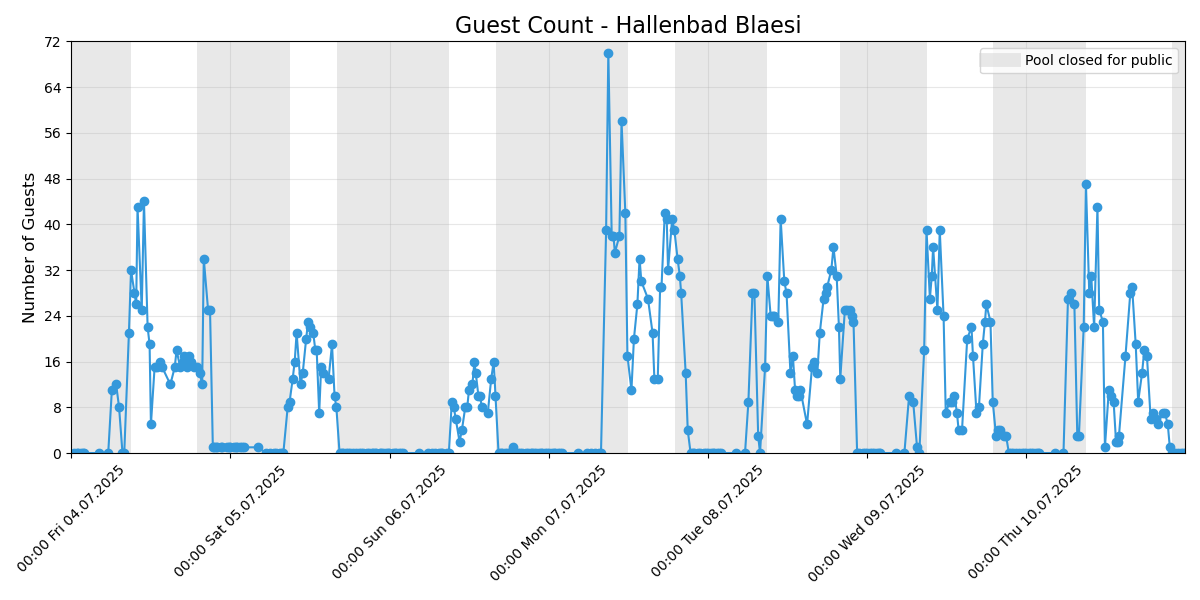 Guest Count - Hallenbad Blaesi
Pool closed for public
Number of Guests
72
64
56
48
40
32
24
16
8
0
00:00 Fri 04.07.2025
00:00 Sat 05.07.2025
00:00 Sun 06.07.2025
00:00 Mon 07.07.2025
00:00 Tue 08.07.2025
00:00 Wed 09.07.2025
00:00 Thu 10.07.2025